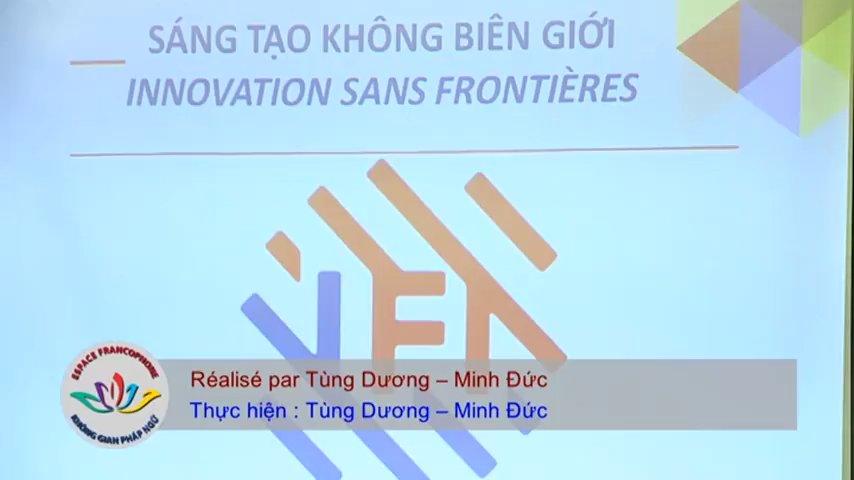 SÁNG TẠO KHÔNG BIÊN GIỚI
INNOVATION SANS FRONTIÈRES
ESPACE FRANCOPHONE
KHÔNG GIAN PHÁP NGỮ
Réalisé par Tùng Dương – Minh Đức
Thực hiện : Tùng Dương – Minh Đức